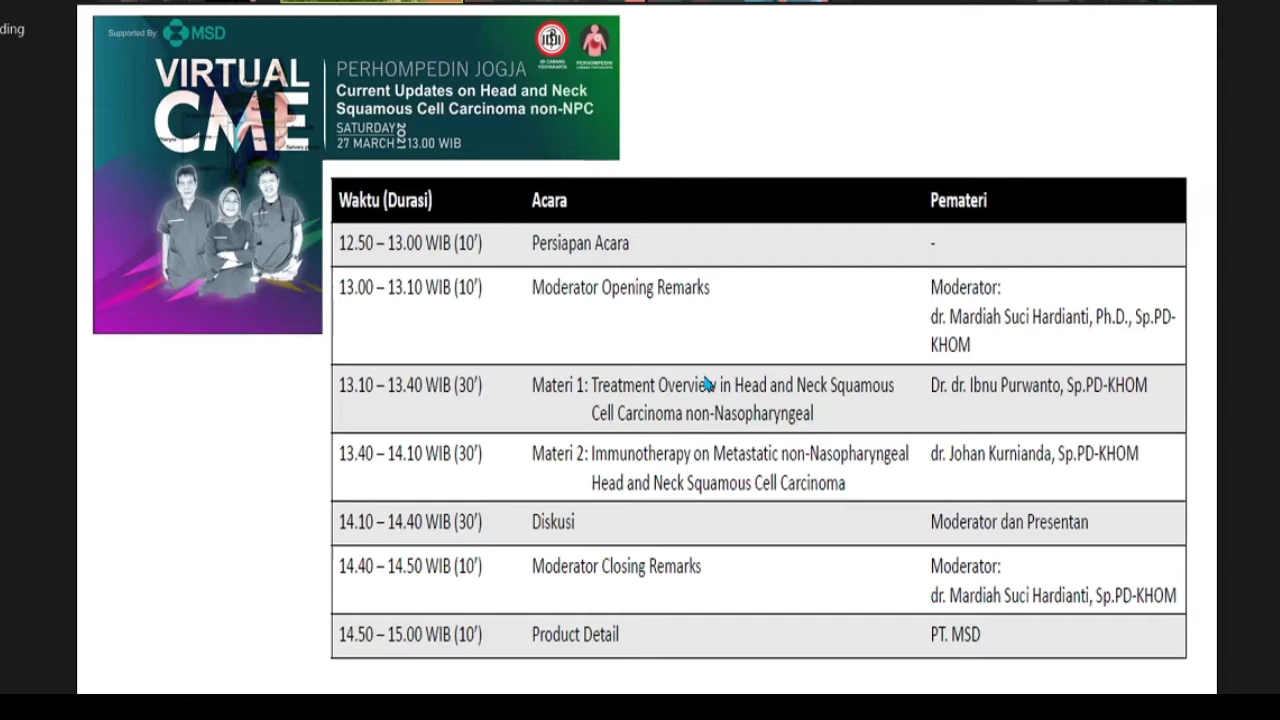 ding
Supported By: MSD
VIRTUAL
CME
PERHOMPEDIN JOGJA
Current Updates on Head and Neck
Squamous Cell Carcinoma non-NPC
SATURDAY
27 MARCH 2021 13.00 WIB
Waktu (Durasi) Acara Pemateri
12.50 – 13.00 WIB (10’) Persiapan Acara -
13.00 – 13.10 WIB (10’) Moderator Opening Remarks Moderator:
dr. Mardiah Suci Hardianti, Ph.D., Sp.PD-
KHOM
13.10 – 13.40 WIB (30’) Materi 1: Treatment Overview in Head and Neck Squamous Dr. dr. Ibnu Purwanto, Sp.PD-KHOM
Cell Carcinoma non-Nasopharyngeal
13.40 – 14.10 WIB (30’) Materi 2: Immunotherapy on Metastatic non-Nasopharyngeal dr. Johan Kurnianda, Sp.PD-KHOM
Head and Neck Squamous Cell Carcinoma
14.10 – 14.40 WIB (30’) Diskusi Moderator dan Presentan
14.40 – 14.50 WIB (10’) Moderator Closing Remarks Moderator:
dr. Mardiah Suci Hardianti, Sp.PD-KHOM
14.50 – 15.00 WIB (10’) Product Detail PT. MSD